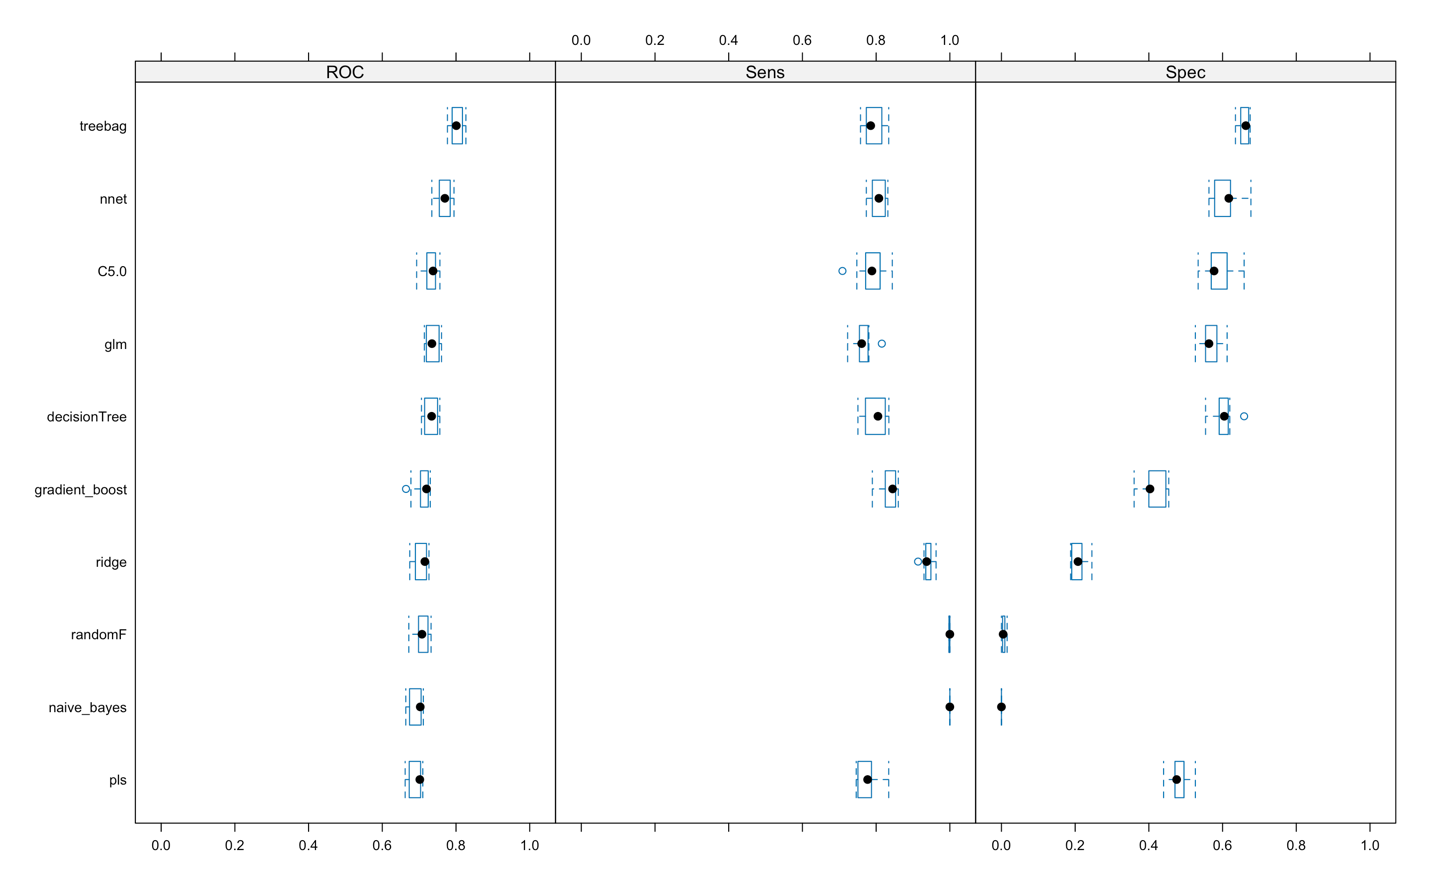 0.0 0.2 0.4 0.6 0.8 1.0
ROC Sens Spec
treebag
nnet
C5.0
glm
decisionTree
gradient_boost
ridge
randomF
naive_bayes
pls
0.0 0.2 0.4 0.6 0.8 1.0 0.0 0.2 0.4 0.6 0.8 1.0